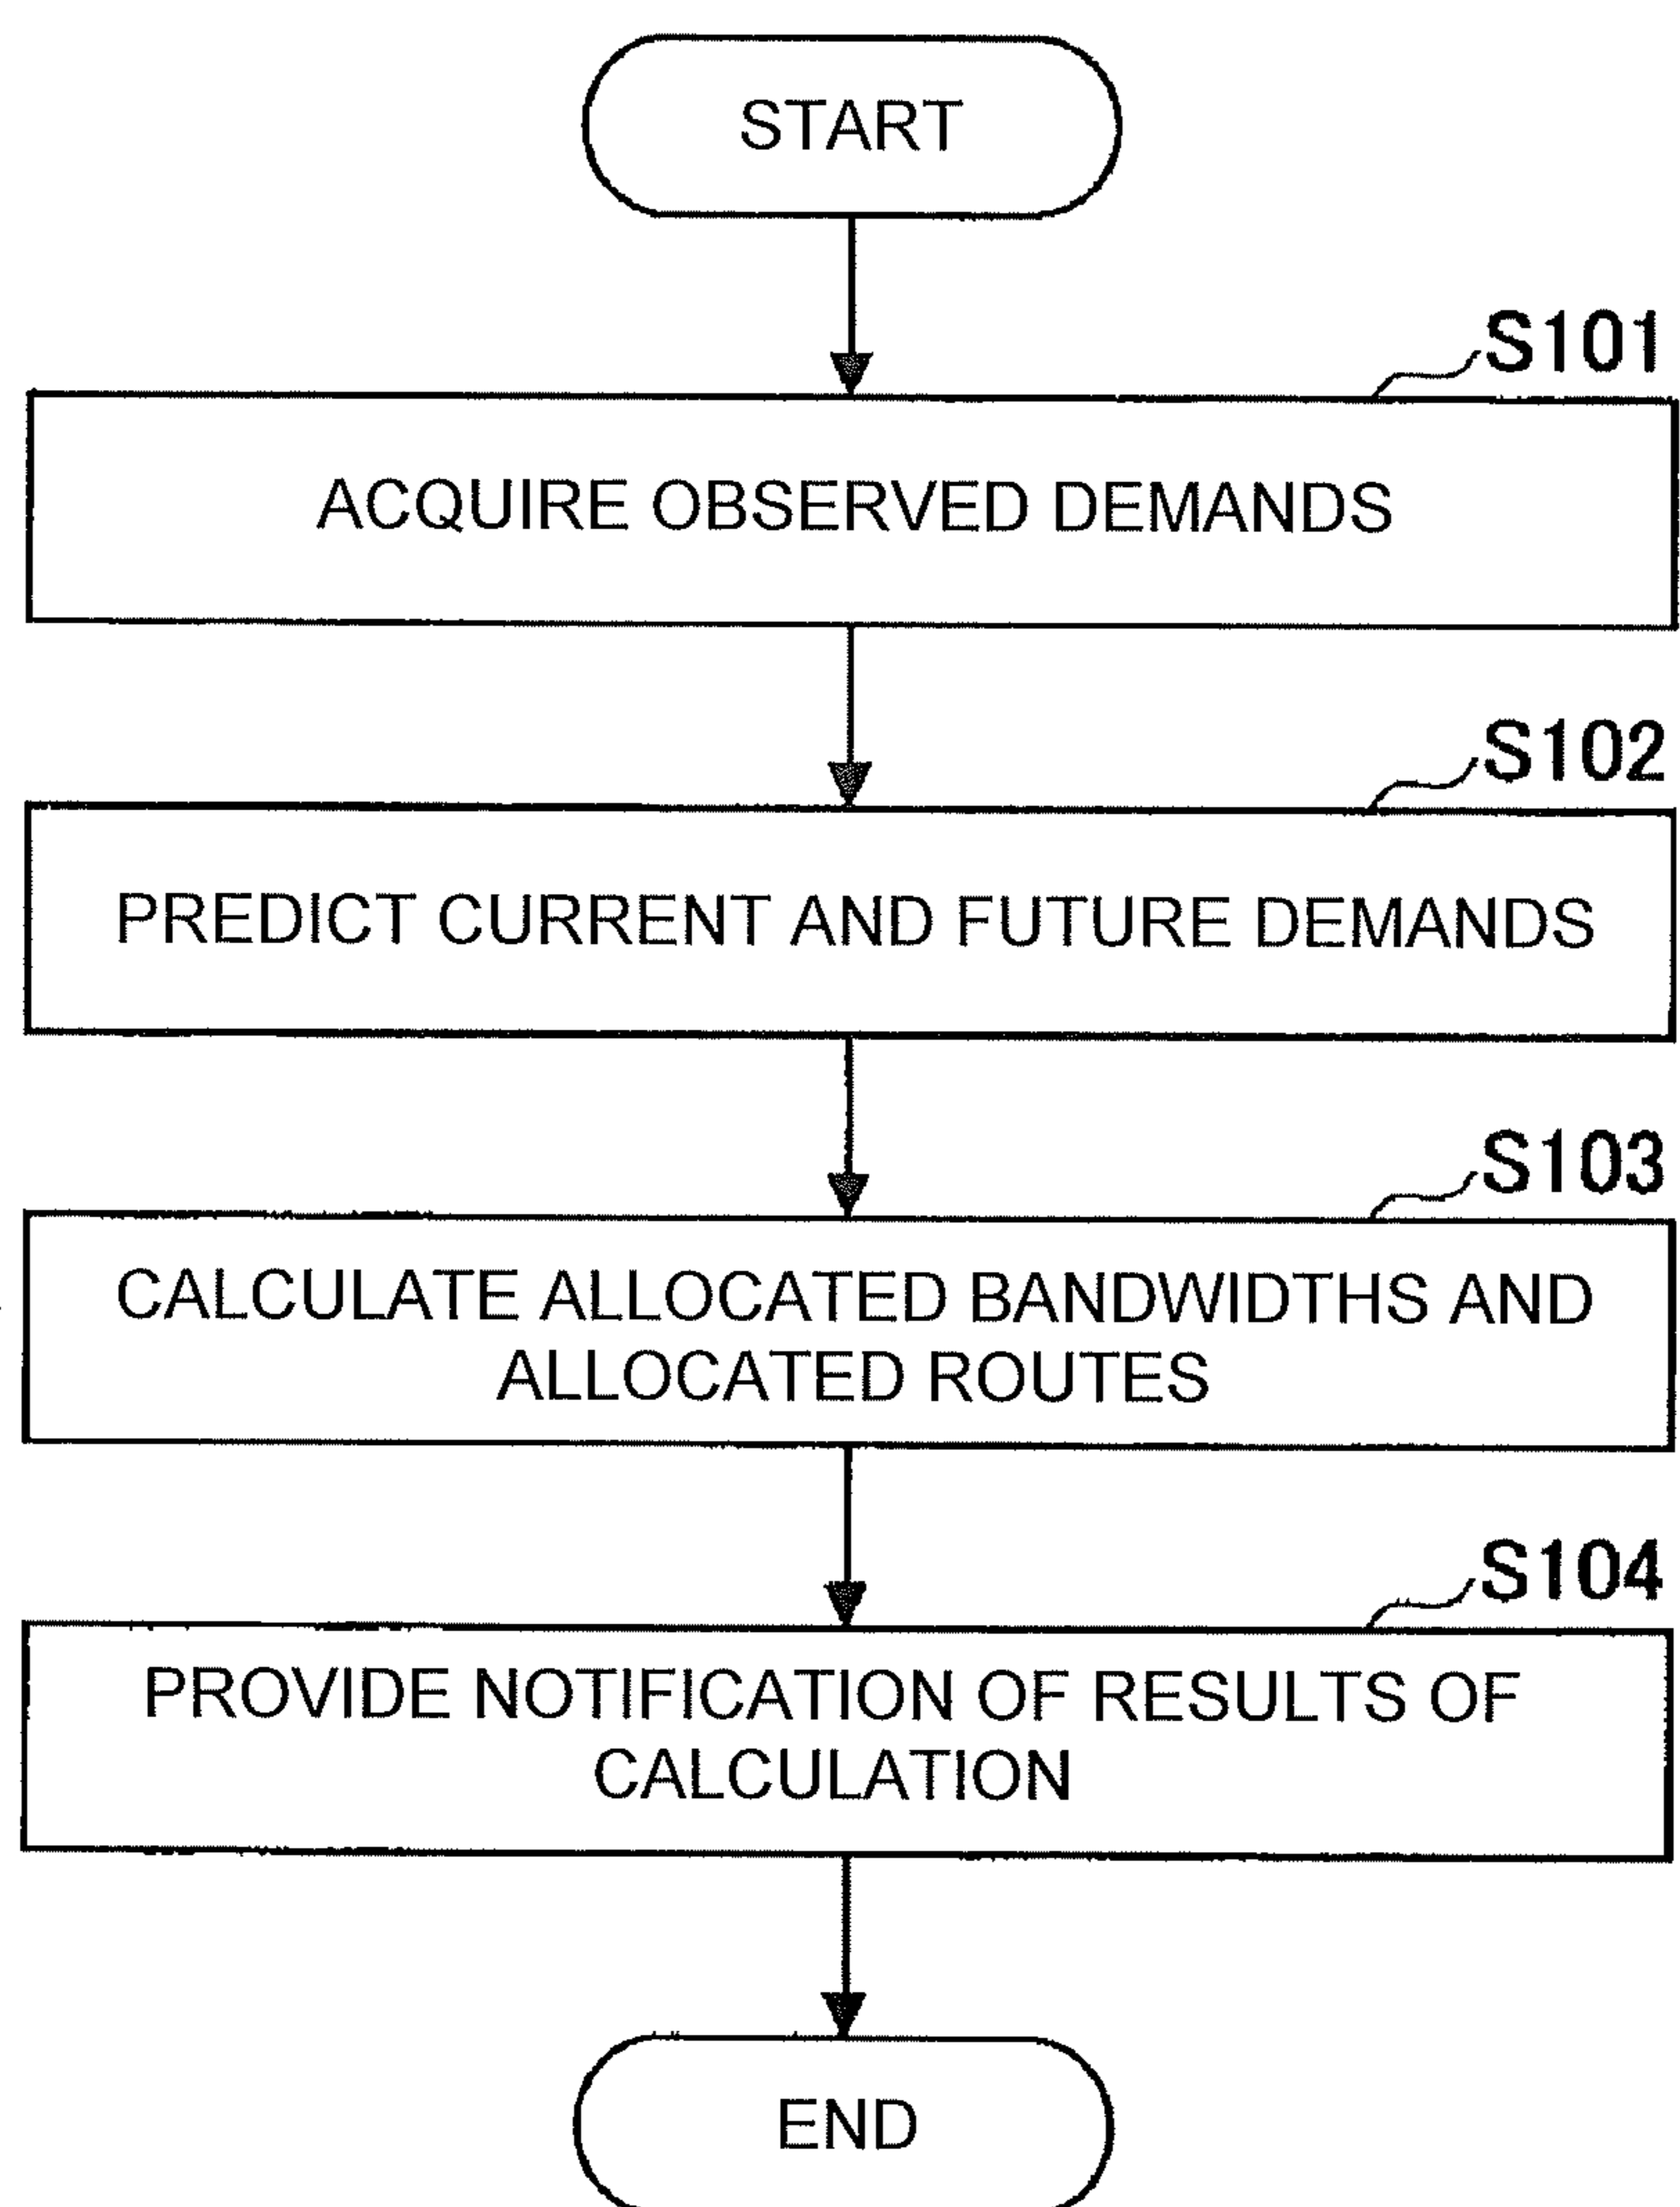 START
S101
ACQUIRE OBSERVED DEMANDS
S102
PREDICT CURRENT AND FUTURE DEMANDS
S103
CALCULATE ALLOCATED BANDWIDTHS AND
ALLOCATED ROUTES
S104
PROVIDE NOTIFICATION OF RESULTS OF
CALCULATION
END